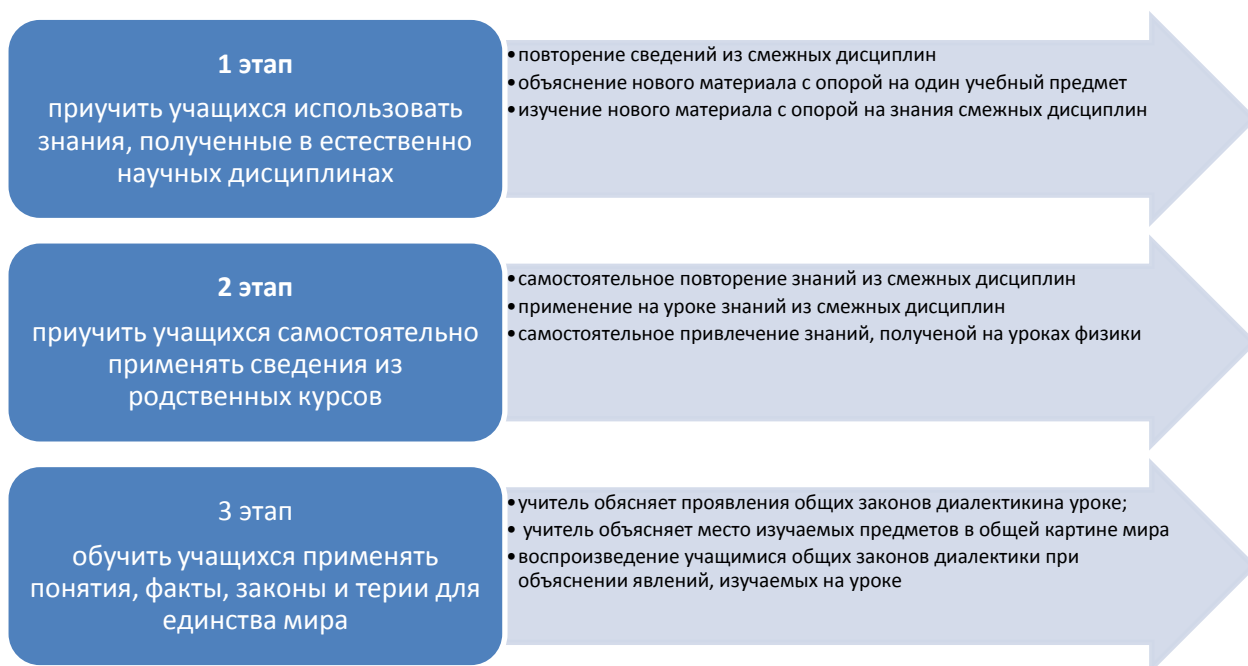 1 этап
приучить учащихся использовать
знания, полученные в естественно
научных дисциплинах
•повторение сведений из смежных дисциплин
•объяснение нового материала с опорой на один учебный предмет
•изучение нового материала с опорой на знания смежных дисциплин
2 этап
приучить учащихся самостоятельно
применять сведения из
родственных курсов
•самостоятельное повторение знаний из смежных дисциплин
•применение на уроке знаний из смежных дисциплин
•самостоятельное привлечение знаний, полученой на уроках физики
3 этап
обучить учащихся применять
понятия, факты, законы и терии для
единства мира
•учитель обясняет проявления общих законов диалектикина уроке;
• учитель объясняет место изучаемых предметов в общей картине мира
•воспроизведение учащимися общих законов диалектики при
объяснении явлений, изучаемых на уроке